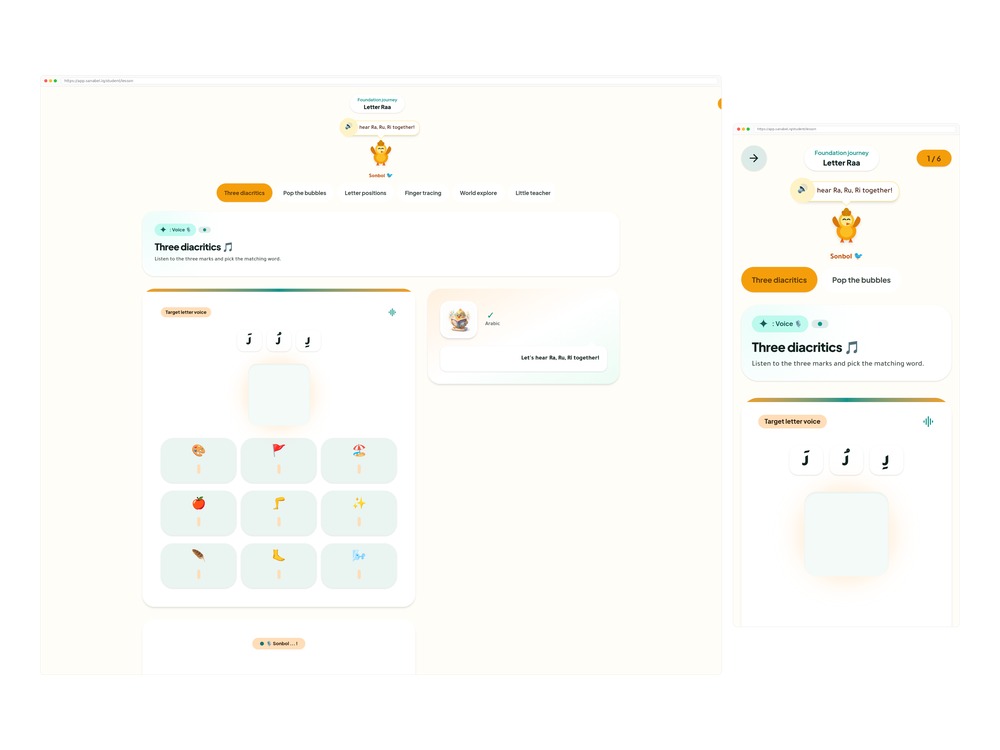 Foundation journey
Letter Raa
hear Ra, Ru, Ri together!
Sonbol
Three diacritics
Pop the bubbles
Letter positions
Finger tracing
World explore
Little teacher
: Voice
Three diacritics
Listen to the three marks and pick the matching word.
Target letter voice
رَ رُ رِ
Arabic
Let's hear Ra, Ru, Ri together!
Sonbol ... !
Foundation journey
Letter Raa
1 / 6
hear Ra, Ru, Ri together!
Sonbol
Three diacritics
Pop the bubbles
: Voice
Three diacritics
Listen to the three marks and pick the matching word.
Target letter voice
رَ رُ رِ